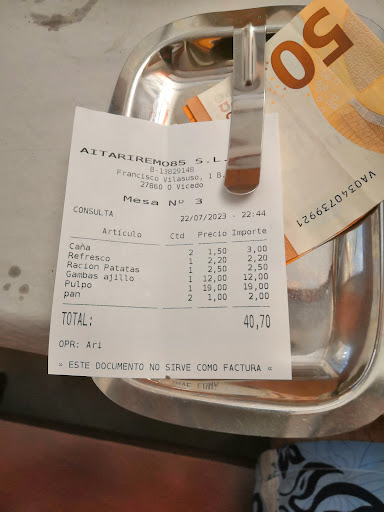 50
VA0340739921
AITARIREMO85 S.L.
B-13829148
Francisco Vilasuso, 1 B
27860 O Vicedo
Mesa Nº 3
CONSULTA 22/07/2023 - 22:44
Artículo Ctd Precio Importe
Caña 2 1,50 3,00
Refresco 1 2,20 2,20
Racion Patatas 1 2,50 2,50
Gambas ajillo 1 12,00 12,00
Pulpo 1 19,00 19,00
pan 2 1,00 2,00
TOTAL: 40,70
OPR: Ari
« ESTE DOCUMENTO NO SIRVE COMO FACTURA «